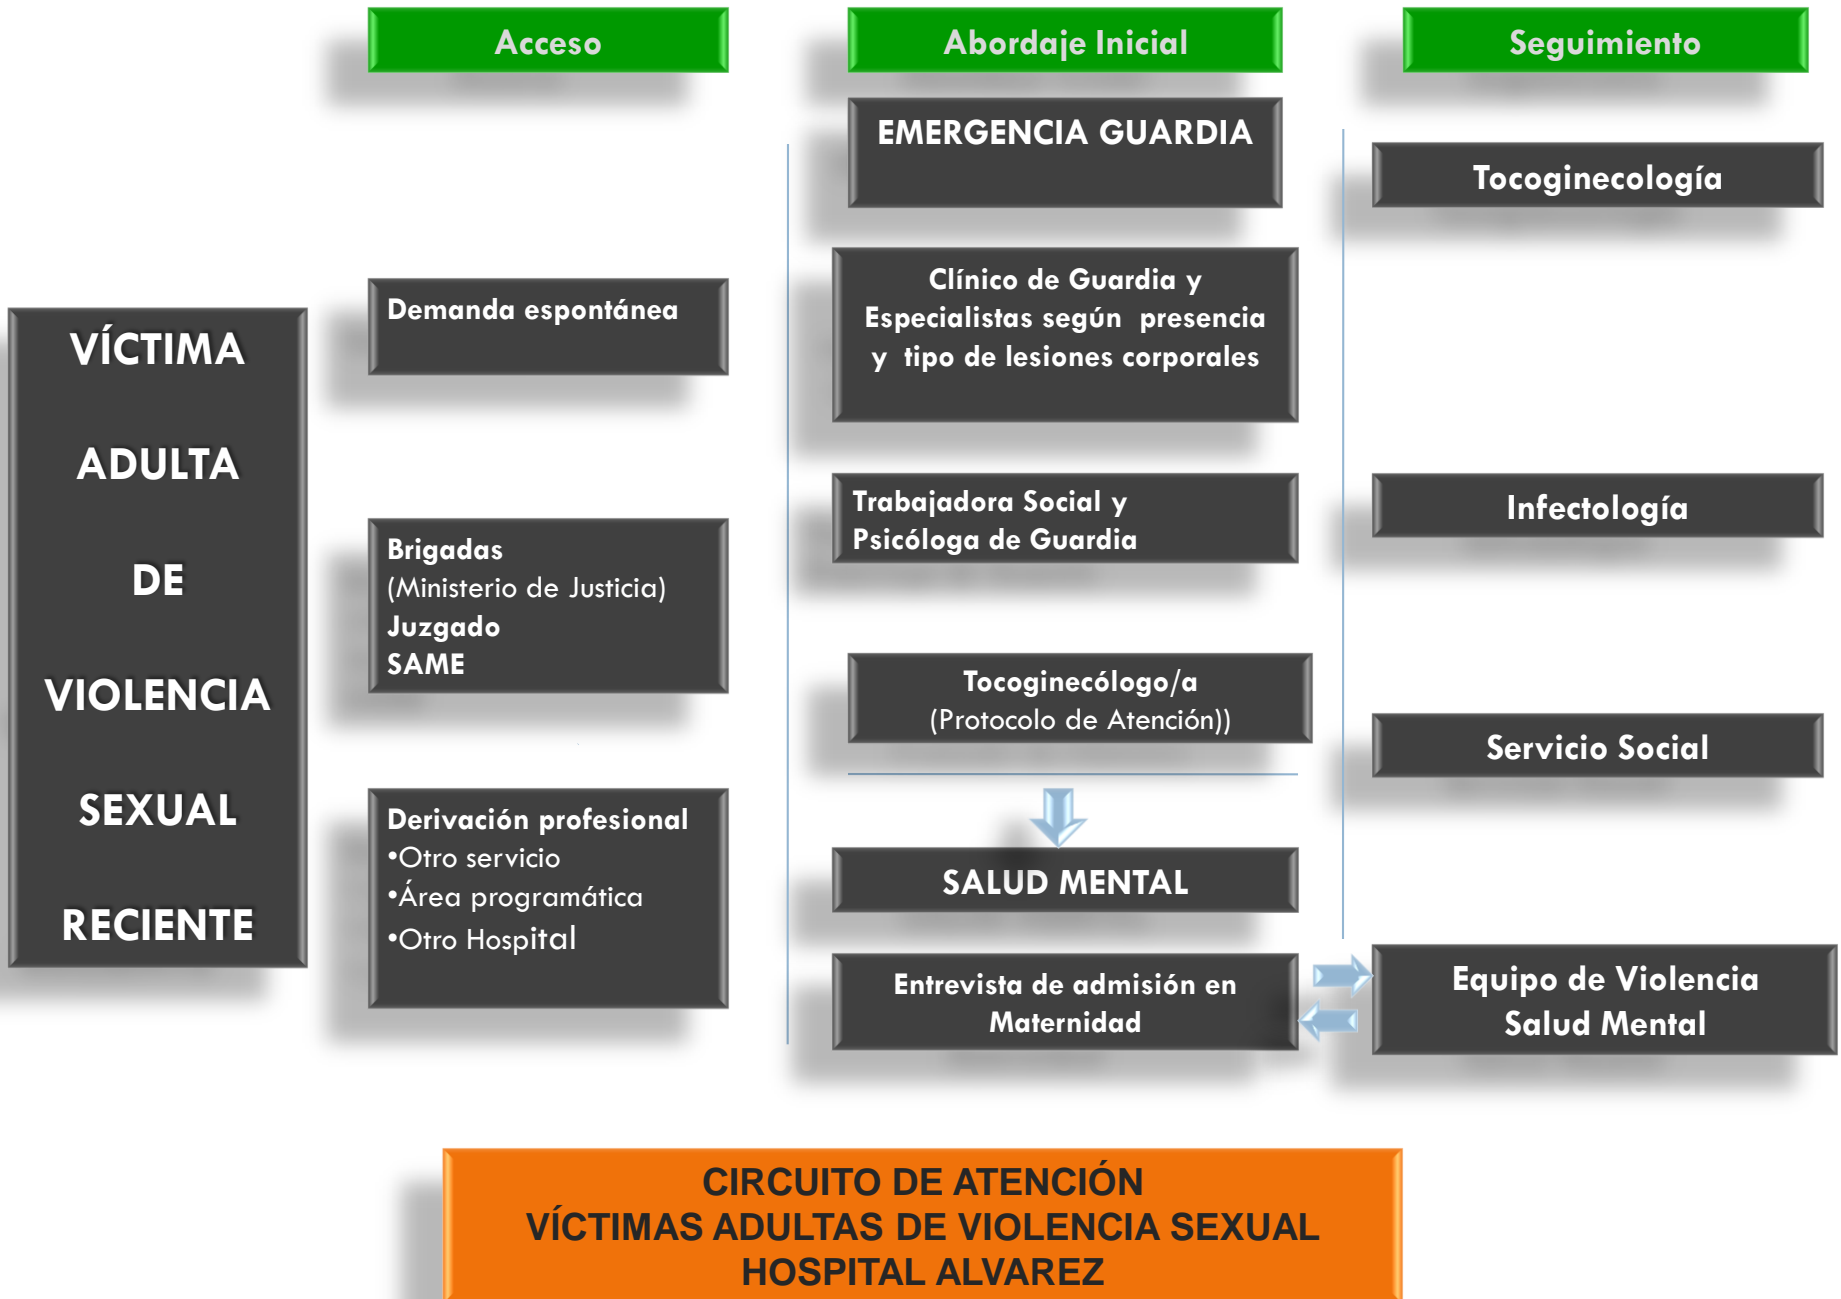 Acceso
Abordaje Inicial
Seguimiento
VÍCTIMA
ADULTA
DE
VIOLENCIA
SEXUAL
RECIENTE
Demanda espontánea
Brigadas
(Ministerio de Justicia)
Juzgado
SAME
Derivación profesional
•Otro servicio
•Área programática
•Otro Hospital
EMERGENCIA GUARDIA
Clínico de Guardia y
Especialistas según presencia
y tipo de lesiones corporales
Trabajadora Social y
Psicóloga de Guardia
Tocoginecólogo/a
(Protocolo de Atención))
SALUD MENTAL
Entrevista de admisión en
Maternidad
Tocoginecología
Infectología
Servicio Social
Equipo de Violencia
Salud Mental
CIRCUITO DE ATENCIÓN
VÍCTIMAS ADULTAS DE VIOLENCIA SEXUAL
HOSPITAL ALVAREZ